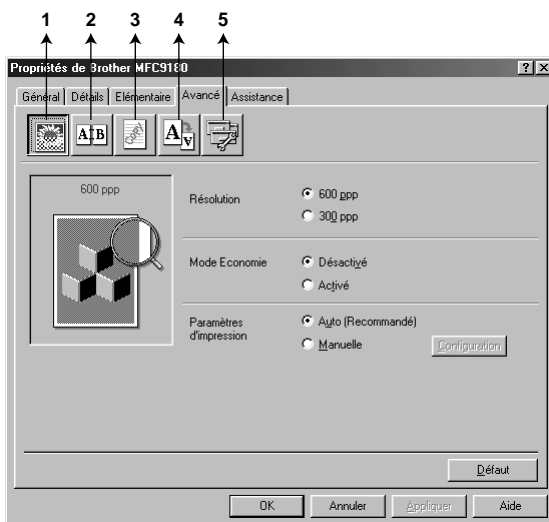 1 2 3 4 5
Propriétés de Brother MFC9180
Général Détails Elémentaire Avancé Assistance
A B A A
600 ppp
Résolution
600 ppp
300 ppp
Mode Economie
Désactivé
Activé
Paramètres
d'impression
Auto (Recommandé)
Manuelle
Configuration
Défaut
OK Annuler Appliquer Aide